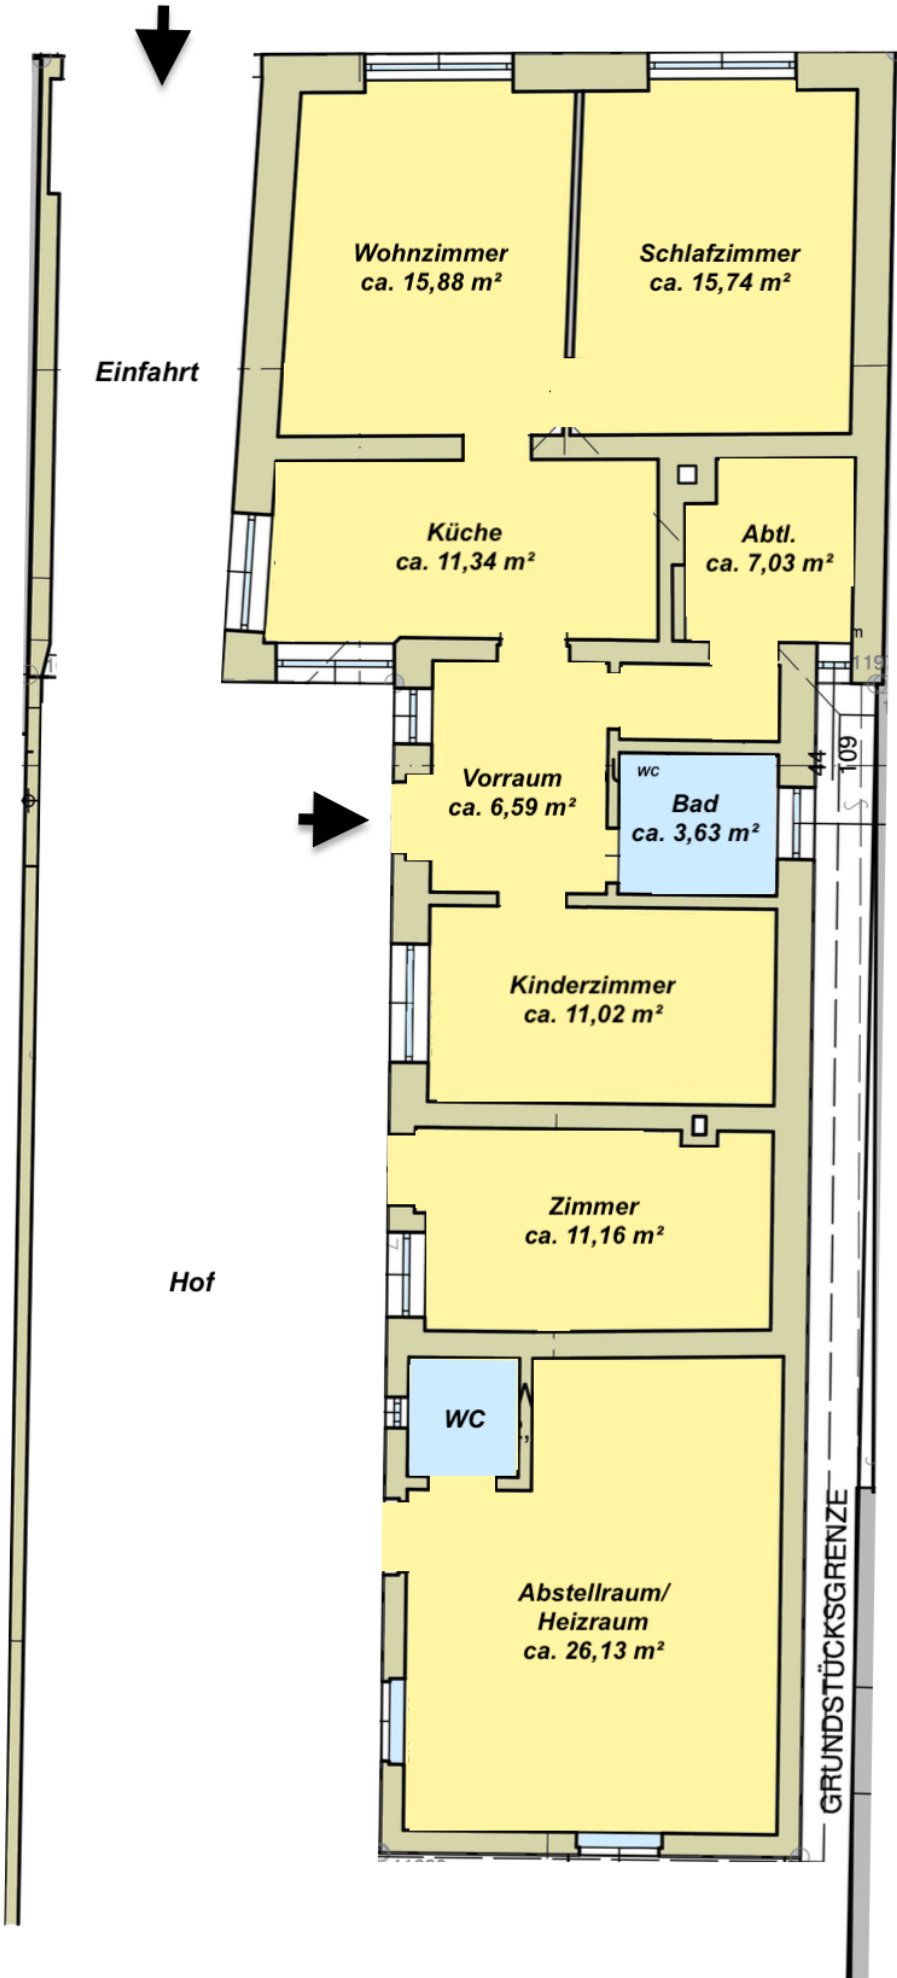 Wohnzimmer
ca. 15,88 m²
Schlafzimmer
ca. 15,74 m²
Einfahrt
Küche
ca. 11,34 m²
Abtl.
ca. 7,03 m²
m
119
44
109
Vorraum
ca. 6,59 m²
WC
Bad
ca. 3,63 m²
Kinderzimmer
ca. 11,02 m²
Zimmer
ca. 11,16 m²
Hof
WC
Abstellraum/
Heizraum
ca. 26,13 m²
GRUNDSTÜCKSGRENZE